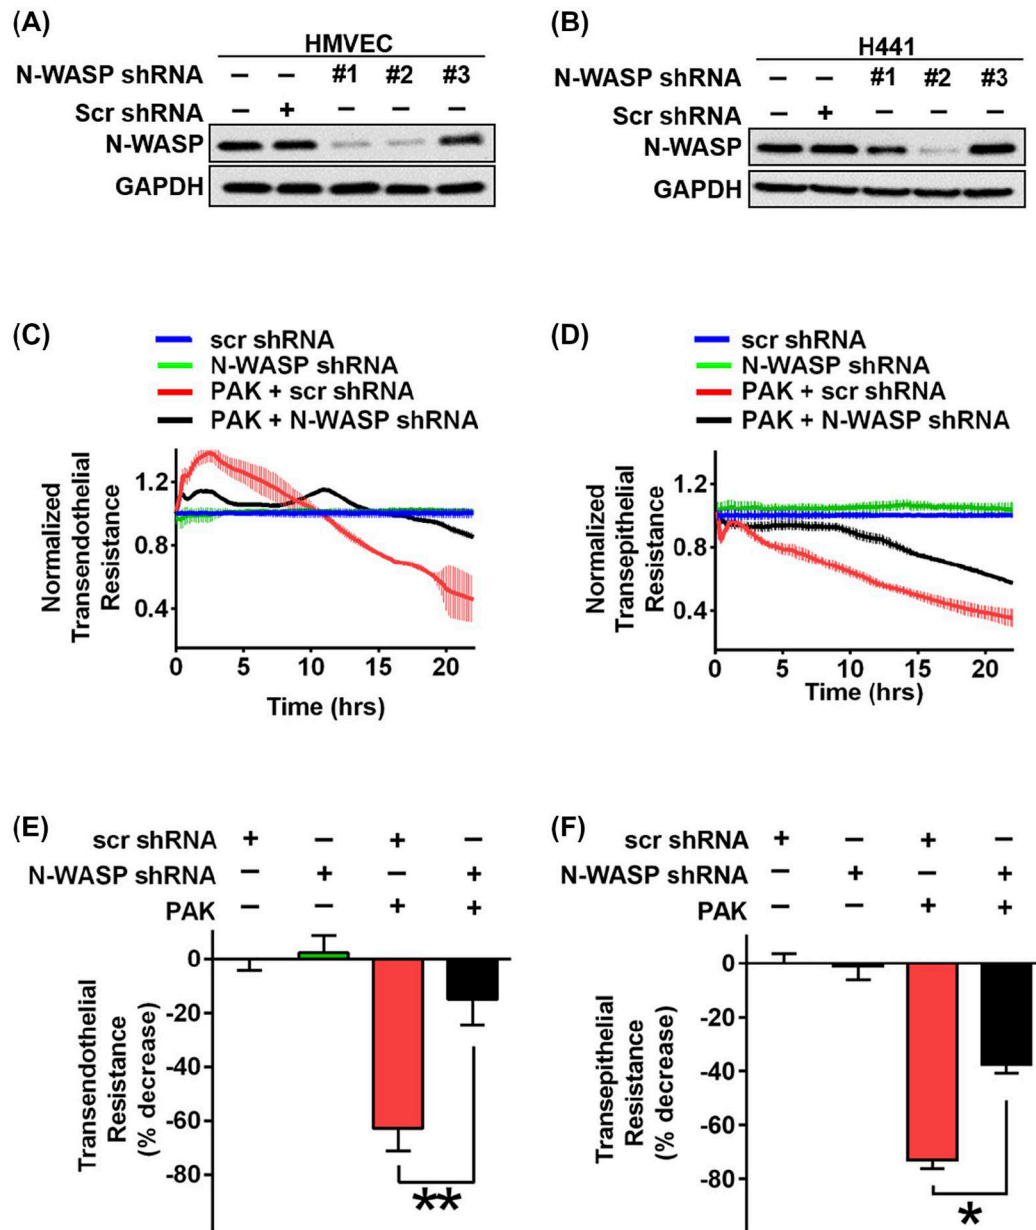 (A)
HMVEC
N-WASP shRNA – – #1 #2 #3
Scr shRNA – + – – –
N-WASP
GAPDH
(B)
H441
N-WASP shRNA – – #1 #2 #3
Scr shRNA – + – – –
N-WASP
GAPDH
(C)
scr shRNA
N-WASP shRNA
PAK + scr shRNA
PAK + N-WASP shRNA
Normalized
Transendothelial
Resistance
1.2
0.8
0.4
0 5 10 15 20
Time (hrs)
(D)
scr shRNA
N-WASP shRNA
PAK + scr shRNA
PAK + N-WASP shRNA
Normalized
Transepithelial
Resistance
1.2
0.8
0.4
0 5 10 15 20
Time (hrs)
(E)
scr shRNA + – + –
N-WASP shRNA – + – +
PAK – – + +
Transendothelial
Resistance
(% decrease)
0
-20
-40
-60
-80
**
(F)
scr shRNA + – + –
N-WASP shRNA – + – +
PAK – – + +
Transepithelial
Resistance
(% decrease)
0
-20
-40
-60
-80
*